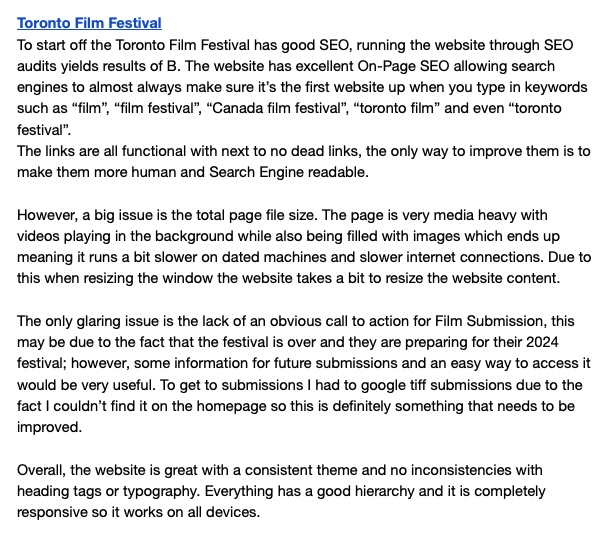 Toronto Film Festival
To start off the Toronto Film Festival has good SEO, running the website through SEO
audits yields results of B. The website has excellent On-Page SEO allowing search
engines to almost always make sure it’s the first website up when you type in keywords
such as “film”, “film festival”, “Canada film festival”, “toronto film” and even “toronto
festival”.
The links are all functional with next to no dead links, the only way to improve them is to
make them more human and Search Engine readable.
However, a big issue is the total page file size. The page is very media heavy with
videos playing in the background while also being filled with images which ends up
meaning it runs a bit slower on dated machines and slower internet connections. Due to
this when resizing the window the website takes a bit to resize the website content.
The only glaring issue is the lack of an obvious call to action for Film Submission, this
may be due to the fact that the festival is over and they are preparing for their 2024
festival; however, some information for future submissions and an easy way to access it
would be very useful. To get to submissions I had to google tiff submissions due to the
fact I couldn’t find it on the homepage so this is definitely something that needs to be
improved.
Overall, the website is great with a consistent theme and no inconsistencies with
heading tags or typography. Everything has a good hierarchy and it is completely
responsive so it works on all devices.